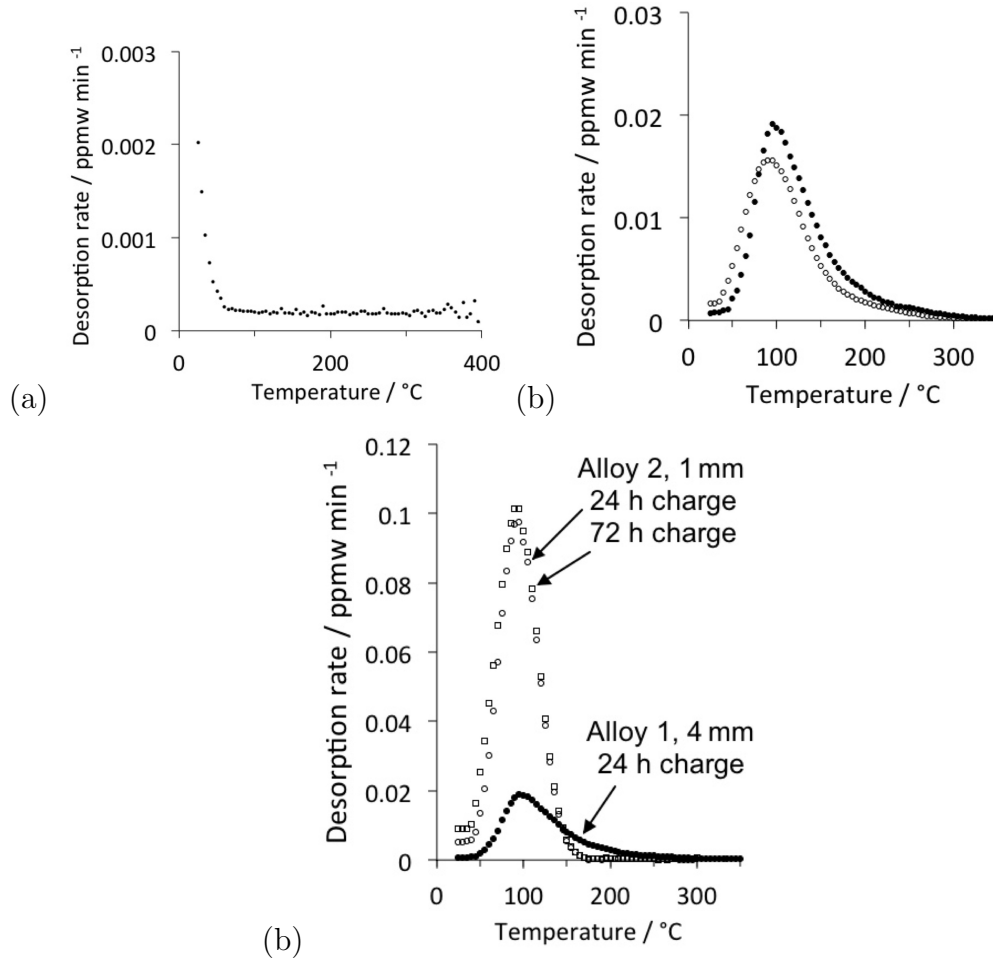 Desorption rate / ppmw min -1
0.003
0.002
0.001
0
0
200
400
Temperature / °C
(a)
Desorption rate / ppmw min -1
0.03
0.02
0.01
0
0
100
200
300
Temperature / °C
(b)
Desorption rate / ppmw min -1
0.12
0.1
0.08
0.06
0.04
0.02
0
0
100
200
300
Temperature / °C
Alloy 2, 1 mm
24 h charge
72 h charge
Alloy 1, 4 mm
24 h charge
(b)